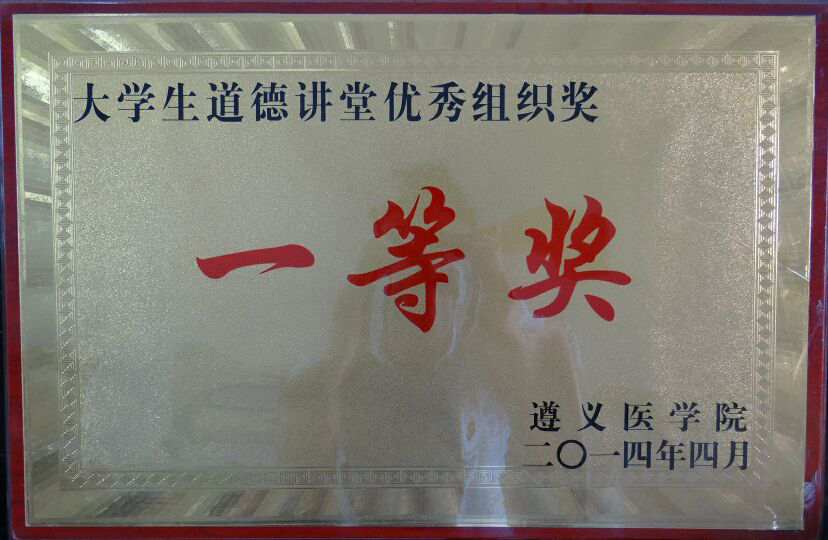 大学生道德讲堂优秀组织奖
一等奖
遵义医学院
二〇一四年四月